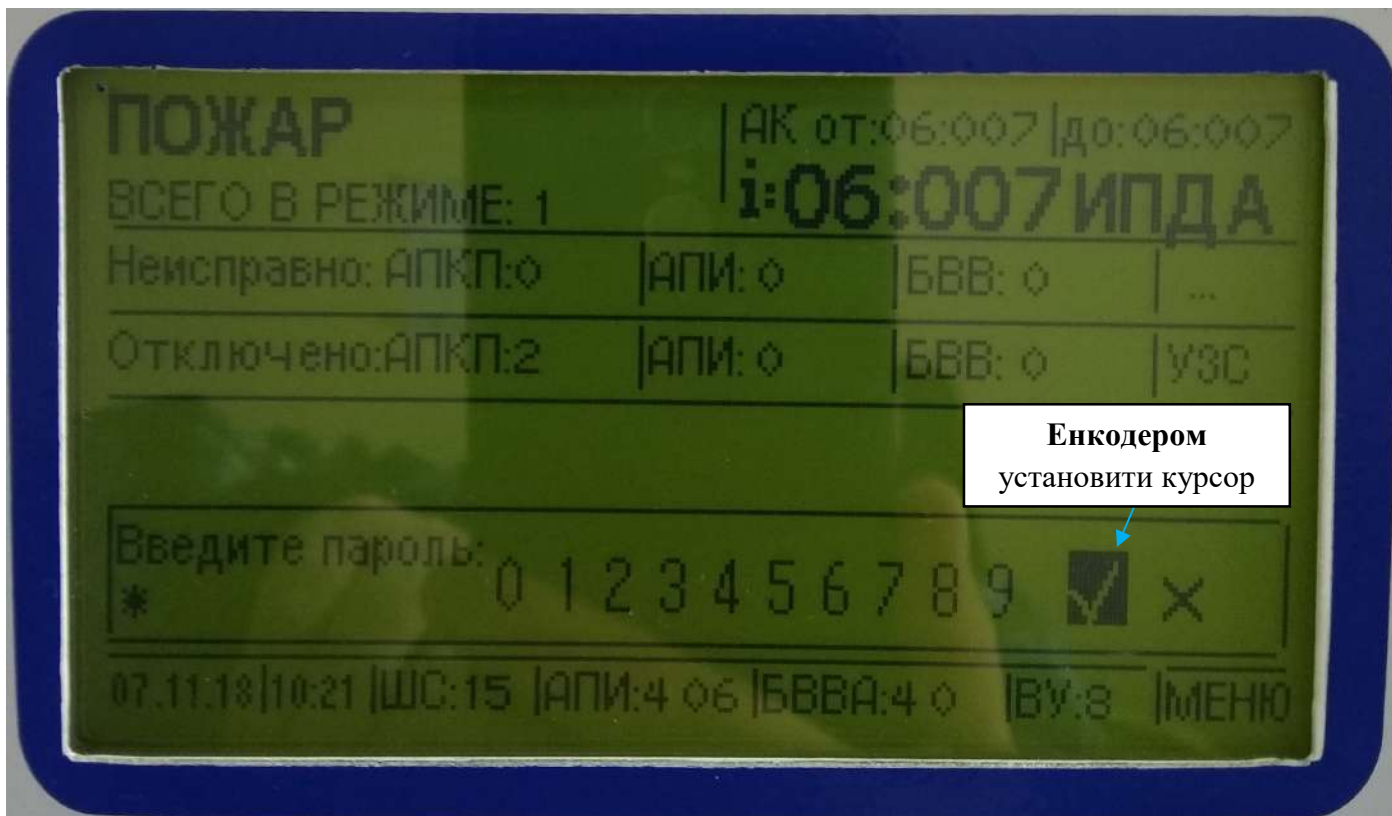 ПОЖАР
АК от:06:007 |до:06:007
ВСЕГО В РЕЖИМЕ: 1
i:06:007 ИПДА
Неисправно: АПКП:0 |АПИ: 0 |БВВ: 0 | ...
Отключено:АПКП:2 |АПИ: 0 |БВВ: 0 |УЗС
Енкодером
установити курсор
Введите пароль:
* 0 1 2 3 4 5 6 7 8 9 ✓ ×
07.11.18|10:21 |ШС:15 |АПИ:4 06 |БВВА:4 0 |ВУ:8 |МЕНЮ